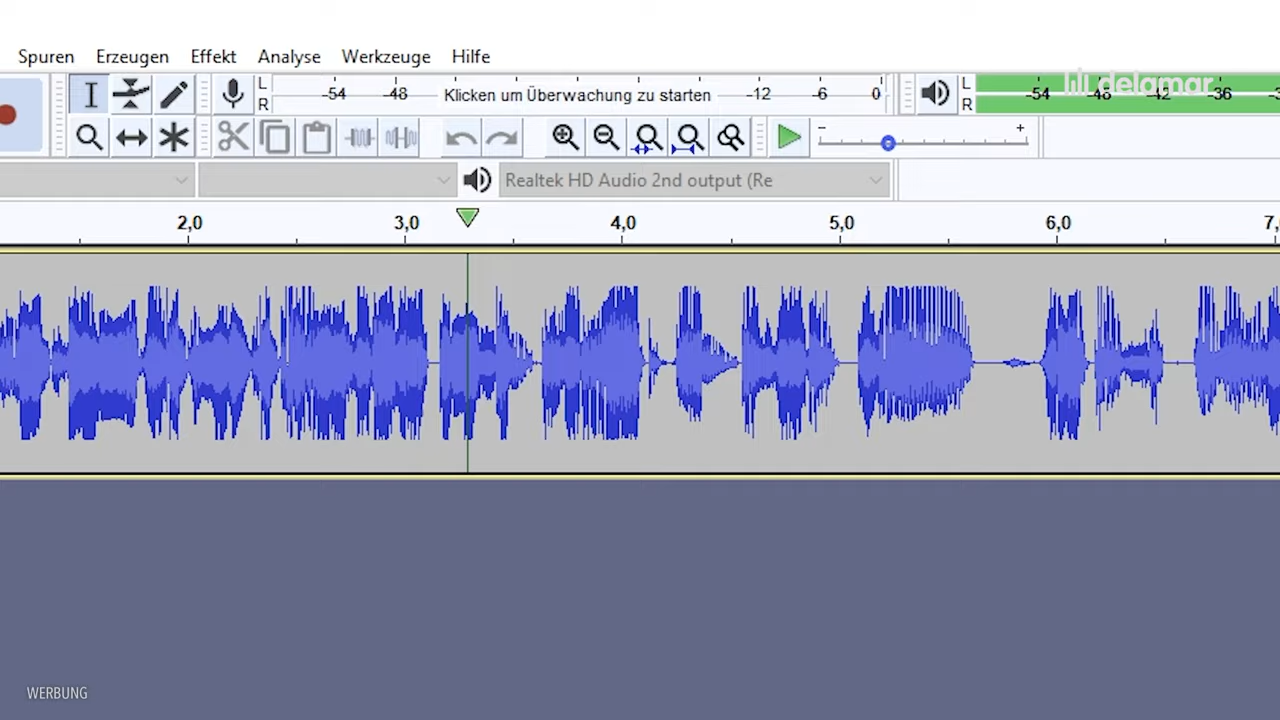 Spuren Erzeugen Effekt Analyse Werkzeuge Hilfe
delamar
L
R
-54 -48 Klicken um Überwachung zu starten -12 -6 0
L
R
-54 -48 -42 -36 -3
- +
Realtek HD Audio 2nd output (Re
2,0 3,0 4,0 5,0 6,0 7,
WERBUNG